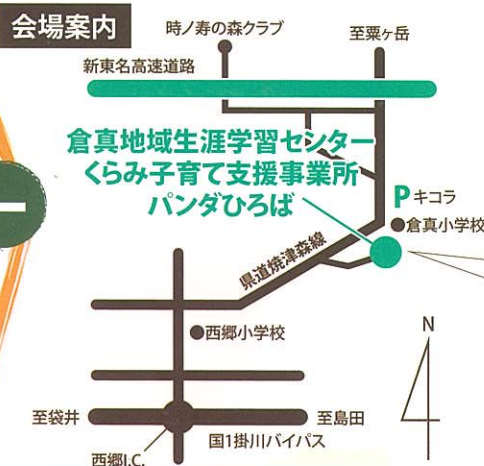 会場案内
時ノ寿の森クラブ
至粟ヶ岳
新東名高速道路
倉真地域生涯学習センター
くらみ子育て支援事業所
パンダひろば
P キコラ
倉真小学校
県道焼津森線
西郷小学校
N
至袋井
至島田
国1掛川バイパス
西郷I.C.